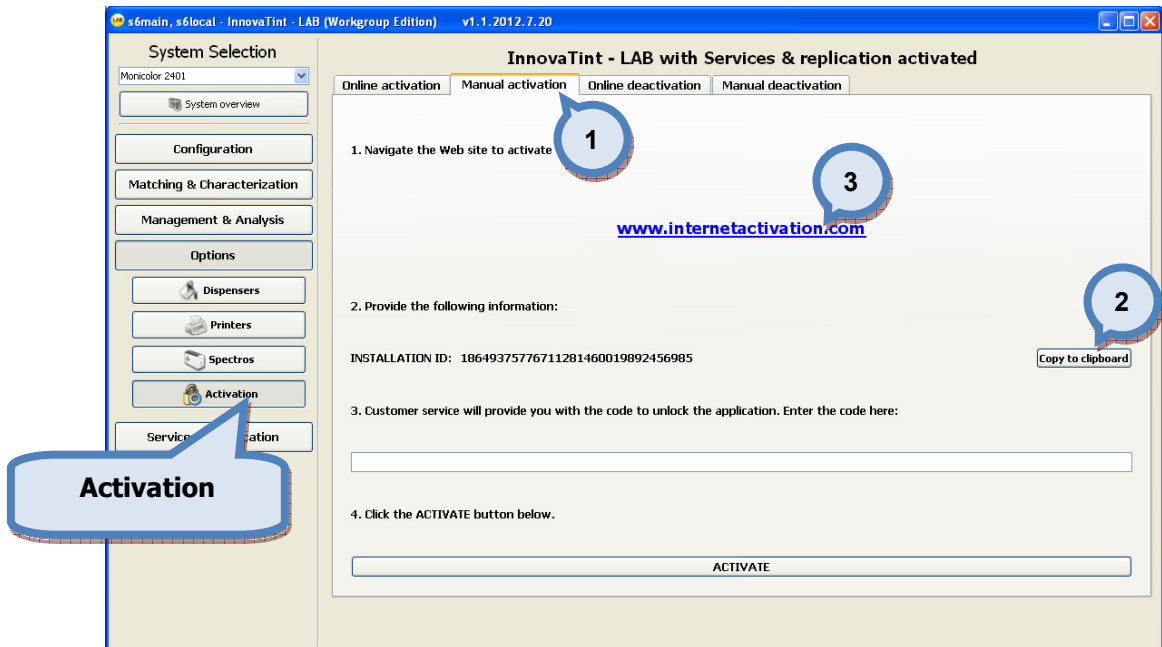 s6main, s6local - InnovaTint - LAB (Workgroup Edition) v1.1.2012.7.20
System Selection
Monicolor 2401
System overview
Configuration
Matching & Characterization
Management & Analysis
Options
Dispensers
Printers
Spectros
Activation
Service ation
Activation
InnovaTint - LAB with Services & replication activated
Online activation Manual activation Online deactivation Manual deactivation
1
1. Navigate the Web site to activate
3
www.internetactivation.com
2. Provide the following information:
2
INSTALLATION ID: 18649375776711281460019892456985
Copy to clipboard
3. Customer service will provide you with the code to unlock the application. Enter the code here:
4. Click the ACTIVATE button below.
ACTIVATE